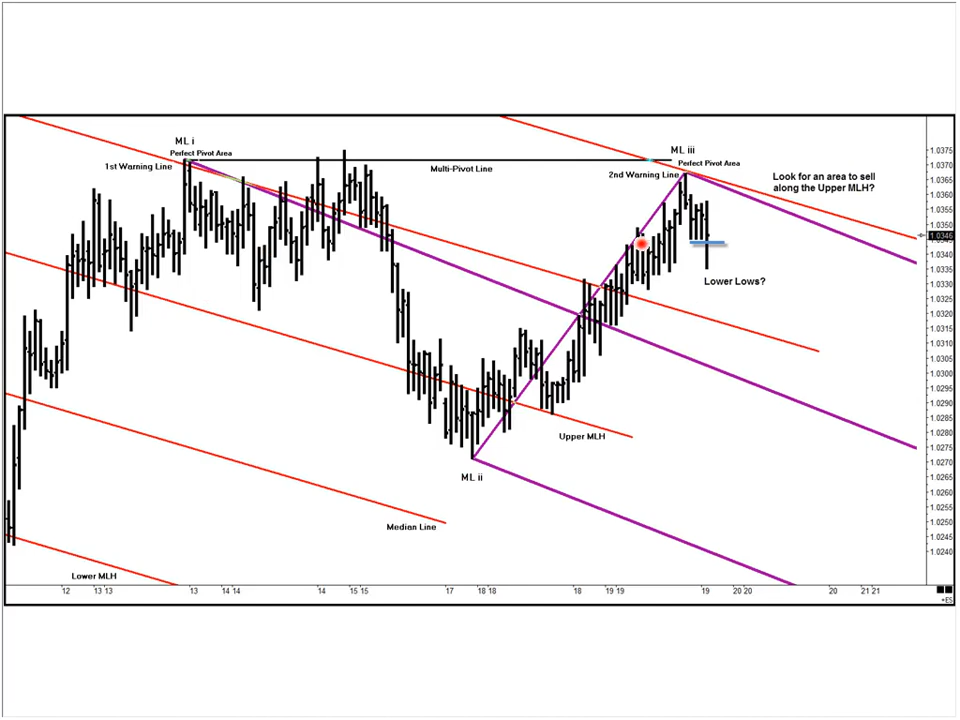 ML i
Perfect Pivot Area
1st Warning Line
Multi-Pivot Line
ML iii
Perfect Pivot Area
2nd Warning Line
Look for an area to sell
along the Upper MLH?
Lower Lows?
Upper MLH
ML ii
Median Line
Lower MLH
1.0375
1.0370
1.0365
1.0360
1.0355
1.0350
1.0346
1.0340
1.0335
1.0330
1.0325
1.0320
1.0315
1.0310
1.0305
1.0300
1.0295
1.0290
1.0285
1.0280
1.0275
1.0270
1.0265
1.0260
1.0255
1.0250
1.0245
1.0240
12 13 13 13 14 14 14 15 15 17 18 18 18 19 19 19 20 20 20 21 21
+ES